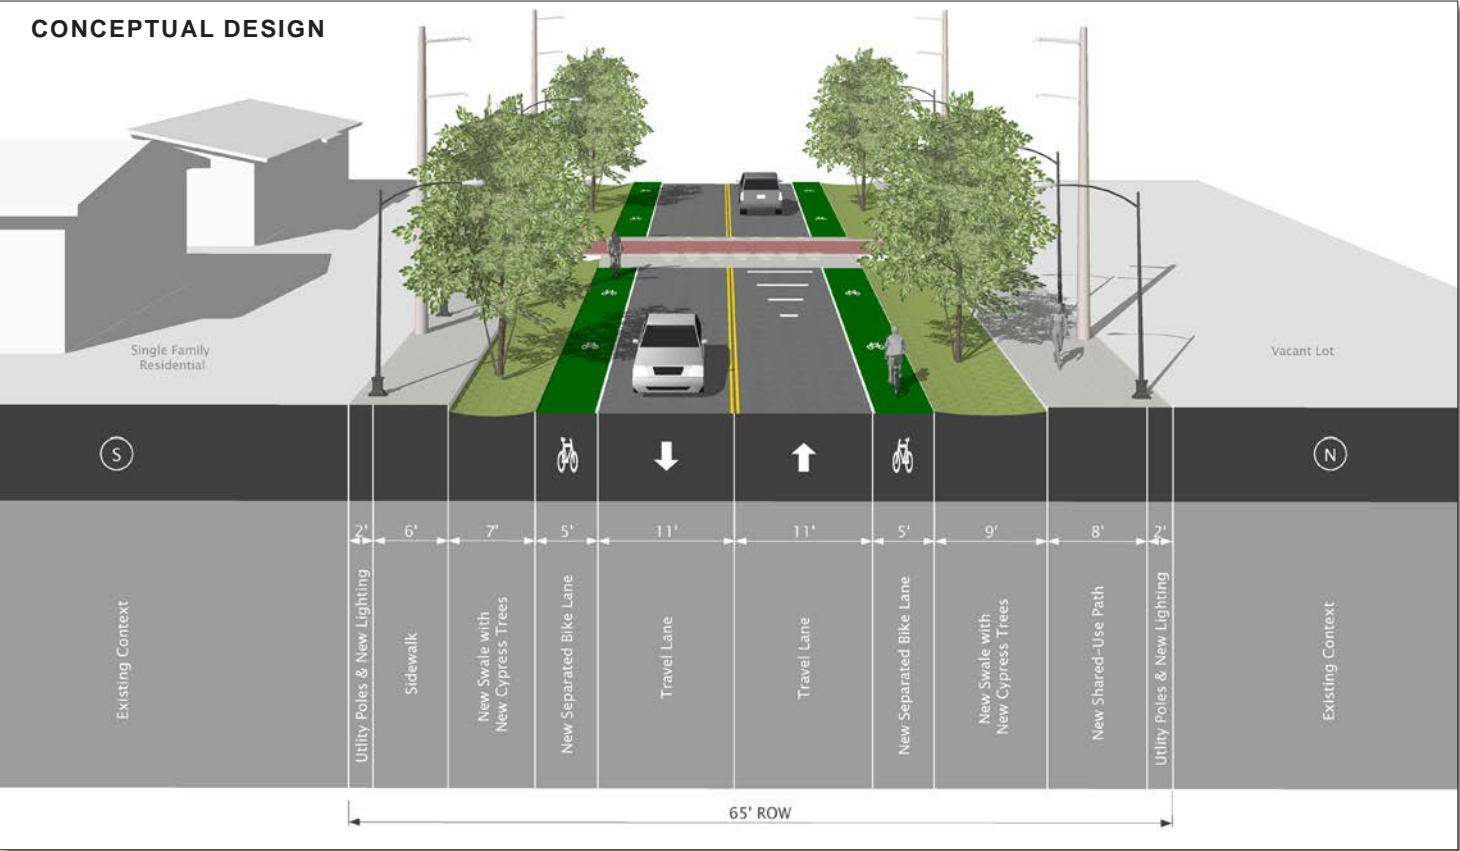 CONCEPTUAL DESIGN
Single Family
Residential
Vacant Lot
S
N
2'
6'
7'
5'
11'
11'
5'
9'
8'
2'
Existing Context
Utlity Poles & New Lighting
Sidewalk
New Swale with
New Cypress Trees
New Separated Bike Lane
Travel Lane
Travel Lane
New Separated Bike Lane
New Swale with
New Cypress Trees
New Shared-Use Path
Utlity Poles & New Lighting
Existing Context
65' ROW